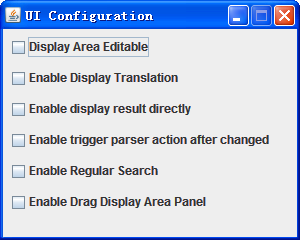 UI Configuration
Display Area Editable
Enable Display Translation
Enable display result directly
Enable trigger parser action after changed
Enable Regular Search
Enable Drag Display Area Panel